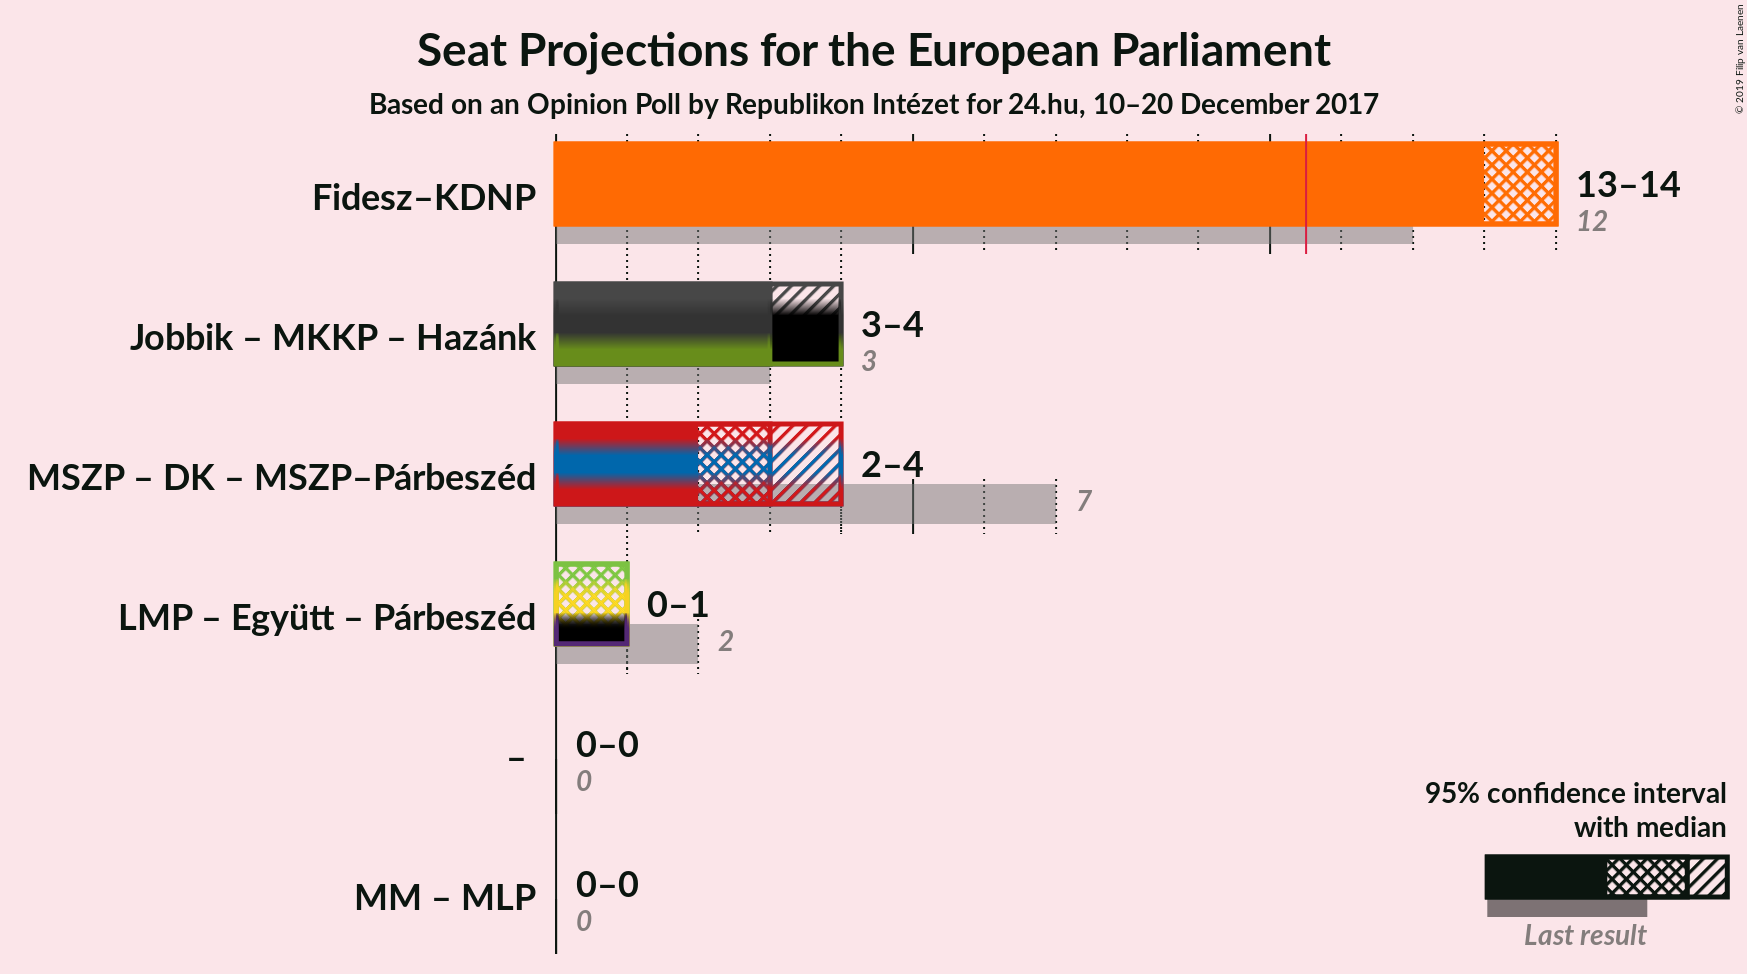 Seat Projections for the European Parliament
Based on an Opinion Poll by Republikon Intézet for 24.hu, 10–20 December 2017
© 2019 Filip van Laenen
Fidesz–KDNP
13–14
12
Jobbik – MKKP – Hazánk
3–4
3
MSZP – DK – MSZP–Párbeszéd
2–4
7
LMP – Együtt – Párbeszéd
0–1
2
–
0–0
0
MM – MLP
0–0
0
95% confidence interval
with median
Last result